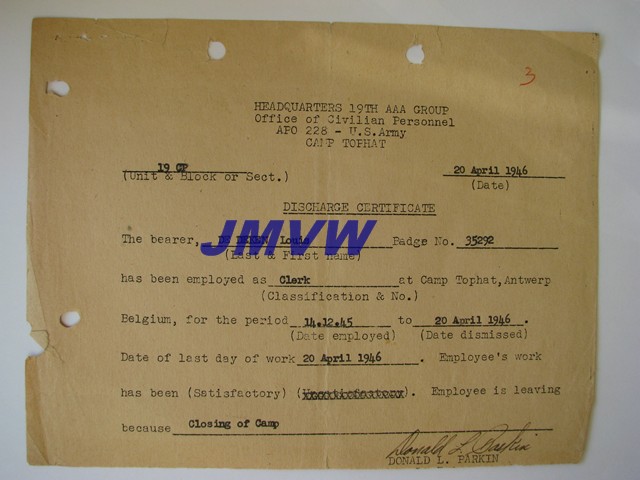 3
HEADQUARTERS 19TH AAA GROUP
Office of Civilian Personnel
APO 228 - U.S.Army
CAMP TOPHAT
19 CP 20 April 1946
(Unit & Block or Sect.) (Date)
DISCHARGE CERTIFICATE
JMVW
The bearer, DE Louis Badge No. 35292
(Last & First name)
has been employed as Clerk at Camp Tophat, Antwerp
(Classification & No.)
Belgium, for the period 14.12.45 to 20 April 1946.
(Date employed) (Date dismissed)
Date of last day of work 20 April 1946. Employee's work
has been (Satisfactory) (). Employee is leaving
because Closing of Camp
Donald L. Parkin
DONALD L. PARKIN